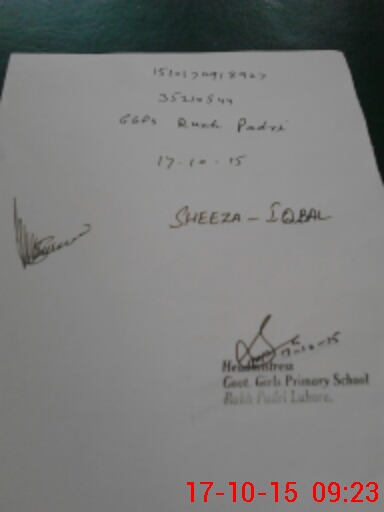 35210544
GGPS Rukh Padri
17-10-15
SHEEZA - IQBAL
17-10-15
Headmistress
Govt. Girls Primary School
Rakh Padri Lahore.
17-10-15 09:23